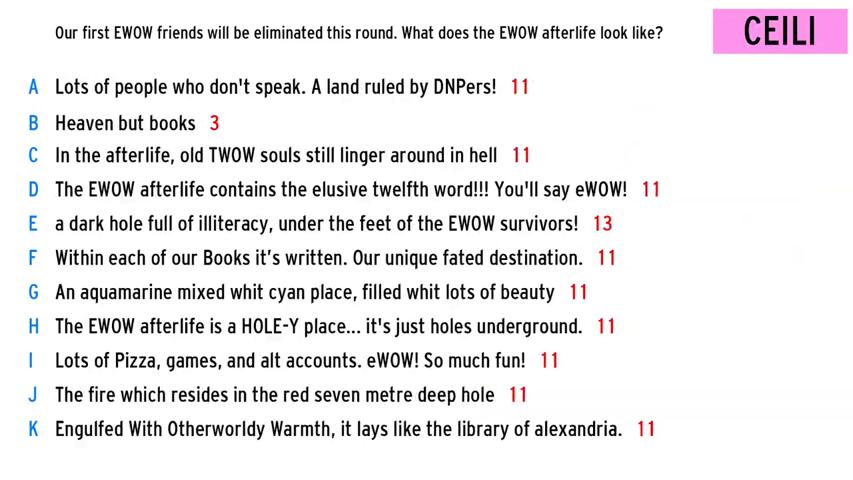 Our first EWOW friends will be eliminated this round. What does the EWOW afterlife look like?
CEILI
A Lots of people who don't speak. A land ruled by DNPers! 11
B Heaven but books 3
C In the afterlife, old TWOW souls still linger around in hell 11
D The EWOW afterlife contains the elusive twelfth word!!! You'll say eWOW! 11
E a dark hole full of illiteracy, under the feet of the EWOW survivors! 13
F Within each of our Books it’s written. Our unique fated destination. 11
G An aquamarine mixed whit cyan place, filled whit lots of beauty 11
H The EWOW afterlife is a HOLE-Y place... it's just holes underground. 11
I Lots of Pizza, games, and alt accounts. eWOW! So much fun! 11
J The fire which resides in the red seven metre deep hole 11
K Engulfed With Otherworldy Warmth, it lays like the library of alexandria. 11